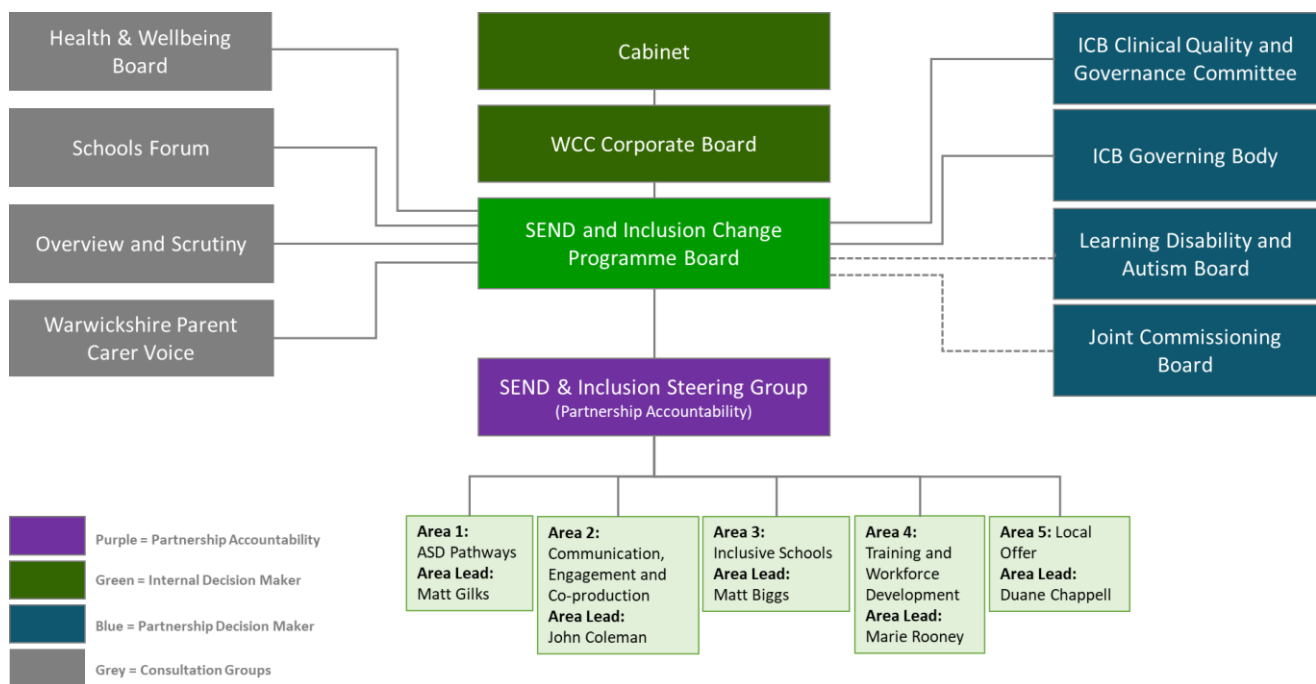 Health & Wellbeing
Board
Schools Forum
Overview and Scrutiny
Warwickshire Parent
Carer Voice
Cabinet
WCC Corporate Board
SEND and Inclusion Change
Programme Board
SEND & Inclusion Steering Group
(Partnership Accountability)
ICB Clinical Quality and
Governance Committee
ICB Governing Body
Learning Disability and
Autism Board
Joint Commissioning
Board
Area 1:
ASD Pathways
Area Lead:
Matt Gilks
Area 2:
Communication,
Engagement and
Co-production
Area Lead:
John Coleman
Area 3:
Inclusive Schools
Area Lead:
Matt Biggs
Area 4:
Training and
Workforce
Development
Area Lead:
Marie Rooney
Area 5: Local
Offer
Area Lead:
Duane Chappell
Purple = Partnership Accountability
Green = Internal Decision Maker
Blue = Partnership Decision Maker
Grey = Consultation Groups